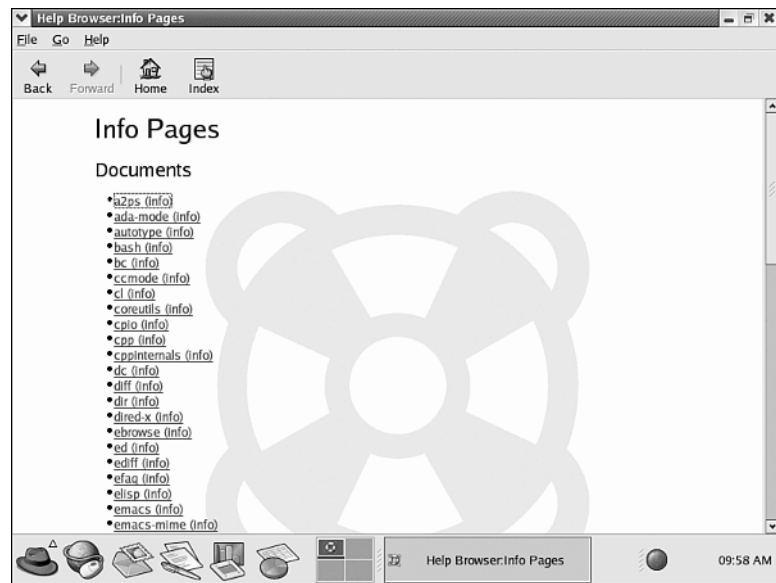 Help Browser:Info Pages
File Go Help
Back Forward Home Index
Info Pages
Documents
a2ps (info)
ada-mode (info)
autotype (info)
bash (info)
bc (info)
ccmode (info)
cl (info)
coreutils (info)
cpio (info)
cpp (info)
cppinternals (info)
dc (info)
diff (info)
dir (info)
dired-x (info)
ebrowse (info)
ed (info)
ediff (info)
efaq (info)
elisp (info)
emacs (info)
emacs-mime (info)
Help Browser:Info Pages
09:58 AM